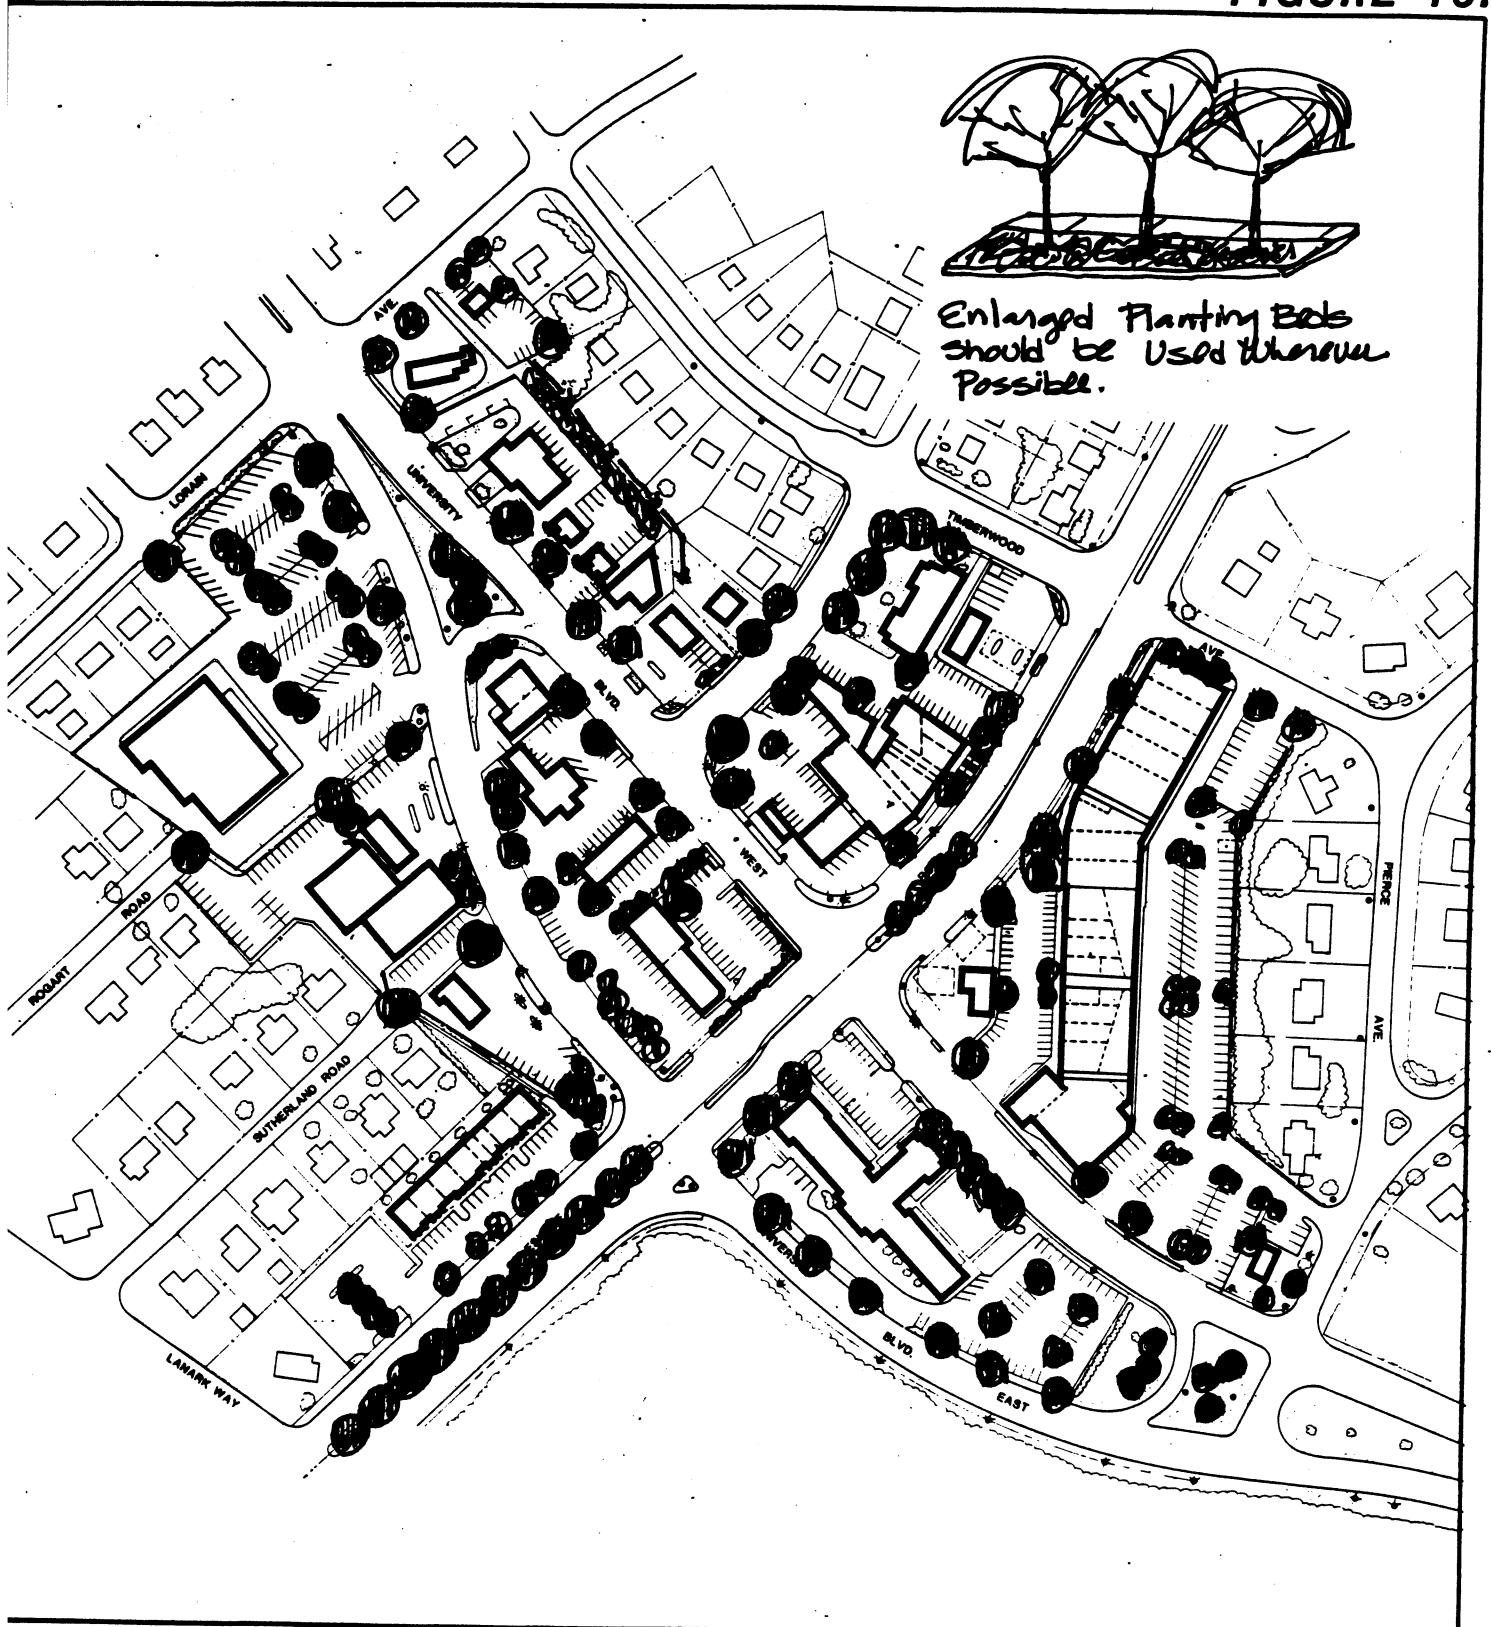 FIGURE 10.
Enlarged Planting Beds
should be Used Wherever
Possible.
AVE.
LORAIN
UNIVERSITY
TIMBERWOOD
AVE.
BLVD.
WEST
PIERCE
ROGART ROAD
AVE.
SUTHERLAND ROAD
BLVD.
LANARK WAY
EAST